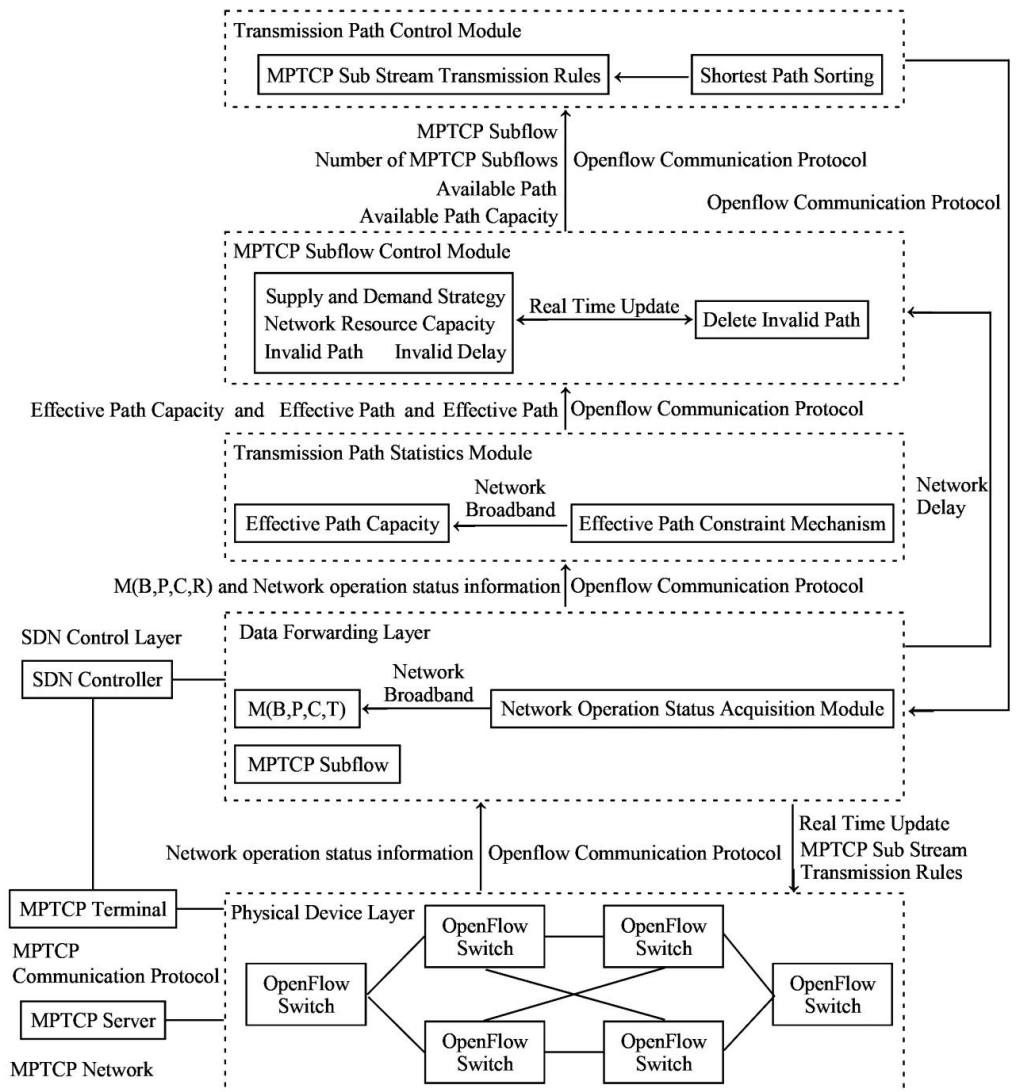 Transmission Path Control Module
MPTCP Sub Stream Transmission Rules
Shortest Path Sorting
MPTCP Subflow
Number of MPTCP Subflows
Available Path
Available Path Capacity
Openflow Communication Protocol
Openflow Communication Protocol
MPTCP Subflow Control Module
Supply and Demand Strategy
Network Resource Capacity
Invalid Path Invalid Delay
Real Time Update
Delete Invalid Path
Effective Path Capacity and Effective Path and Effective Path
Openflow Communication Protocol
Transmission Path Statistics Module
Effective Path Capacity
Network
Broadband
Effective Path Constraint Mechanism
Network
Delay
M(B,P,C,R) and Network operation status information
Openflow Communication Protocol
SDN Control Layer
SDN Controller
Data Forwarding Layer
M(B,P,C,T)
Network
Broadband
Network Operation Status Acquisition Module
MPTCP Subflow
Network operation status information
Openflow Communication Protocol
Real Time Update
MPTCP Sub Stream
Transmission Rules
MPTCP Terminal
MPTCP
Communication Protocol
MPTCP Server
MPTCP Network
Physical Device Layer
OpenFlow
Switch
OpenFlow
Switch
OpenFlow
Switch
OpenFlow
Switch
OpenFlow
Switch
OpenFlow
Switch